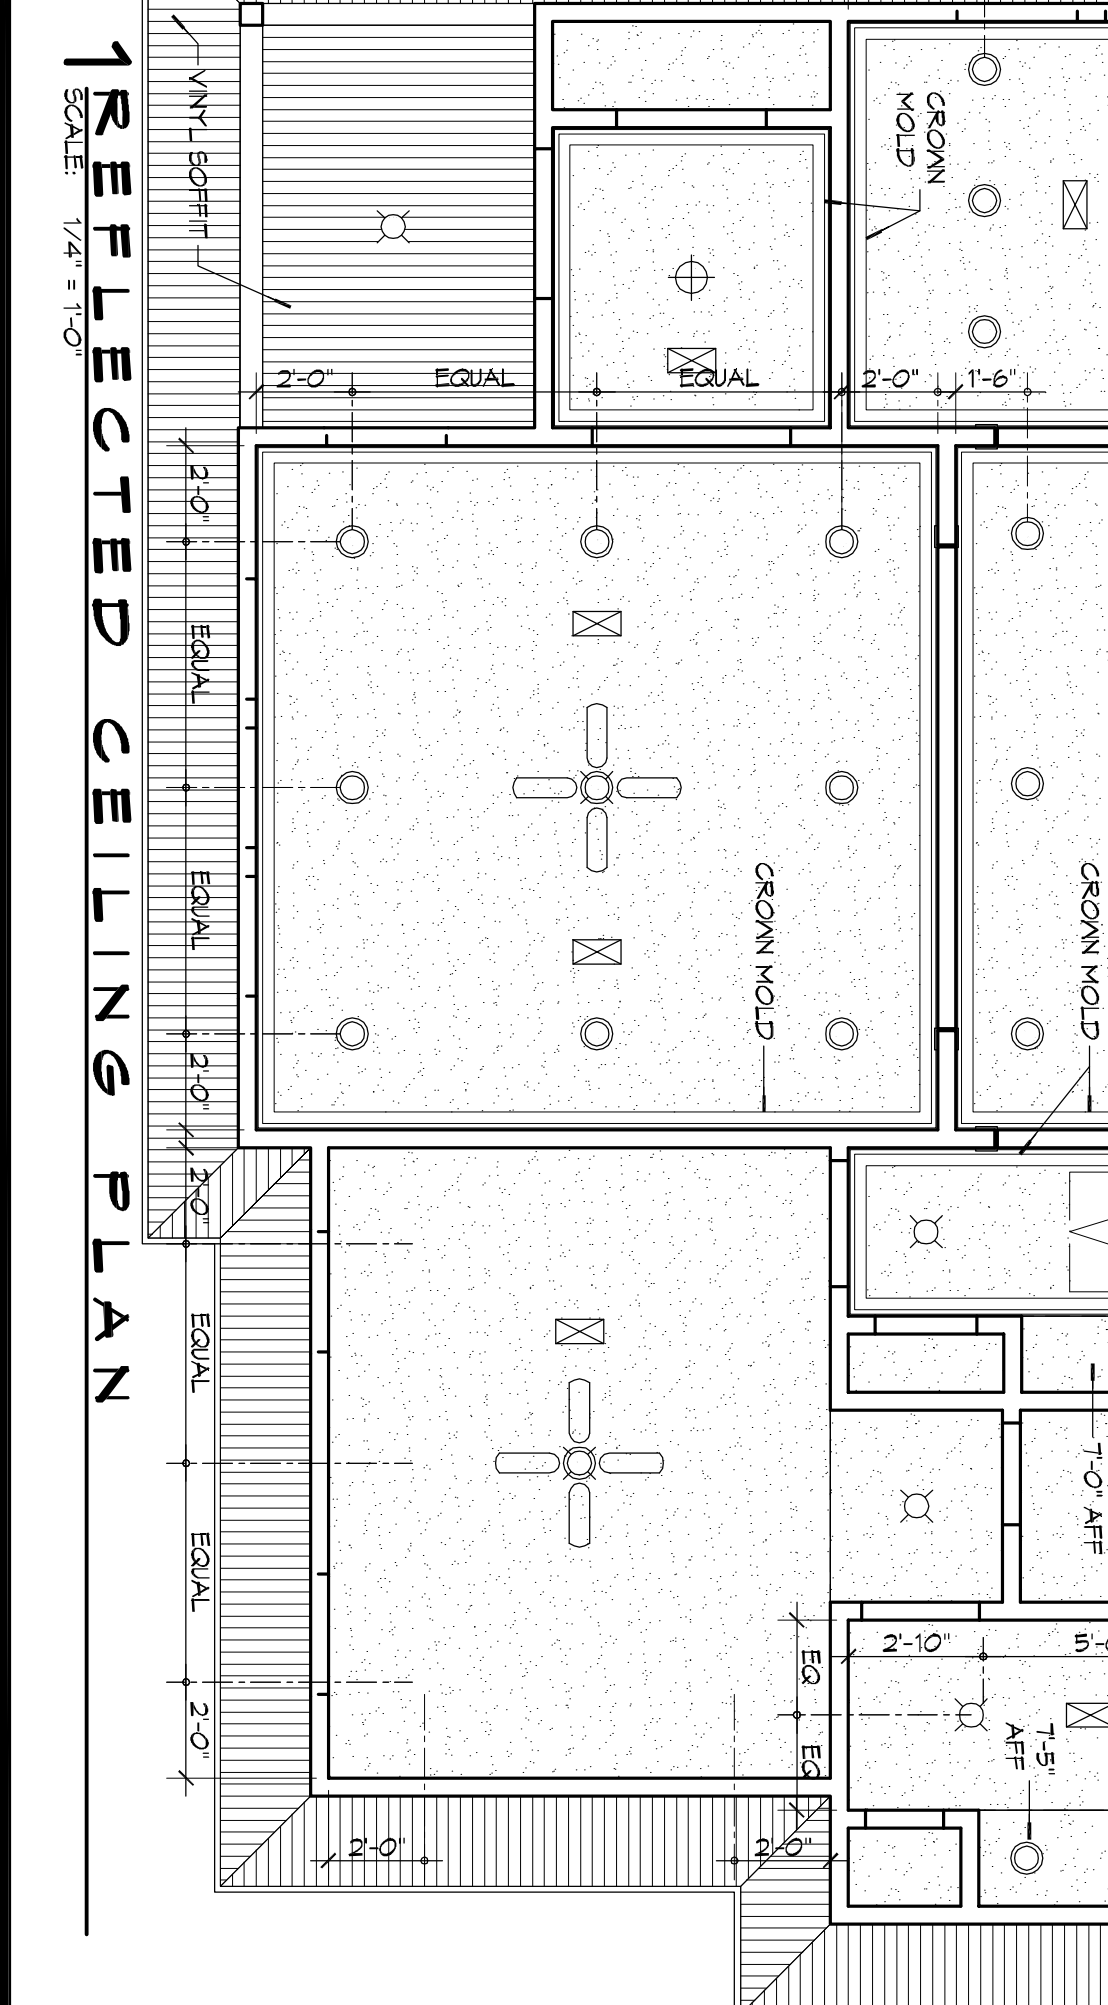 1 REFLECTED CEILING PLAN
SCALE: 1/4" = 1'-0"
VINYL SOFFIT
CROWN
MOLD
2'-0"
EQUAL
EQUAL
2'-0"
1'-6"
2'-0"
EQUAL
EQUAL
2'-0"
2'-0"
EQUAL
EQUAL
2'-0"
CROWN MOLD
CROWN MOLD
7'-0" AFF
2'-10"
EQ
EQ
7'-5"
AFF
2'-0"
2'-0"